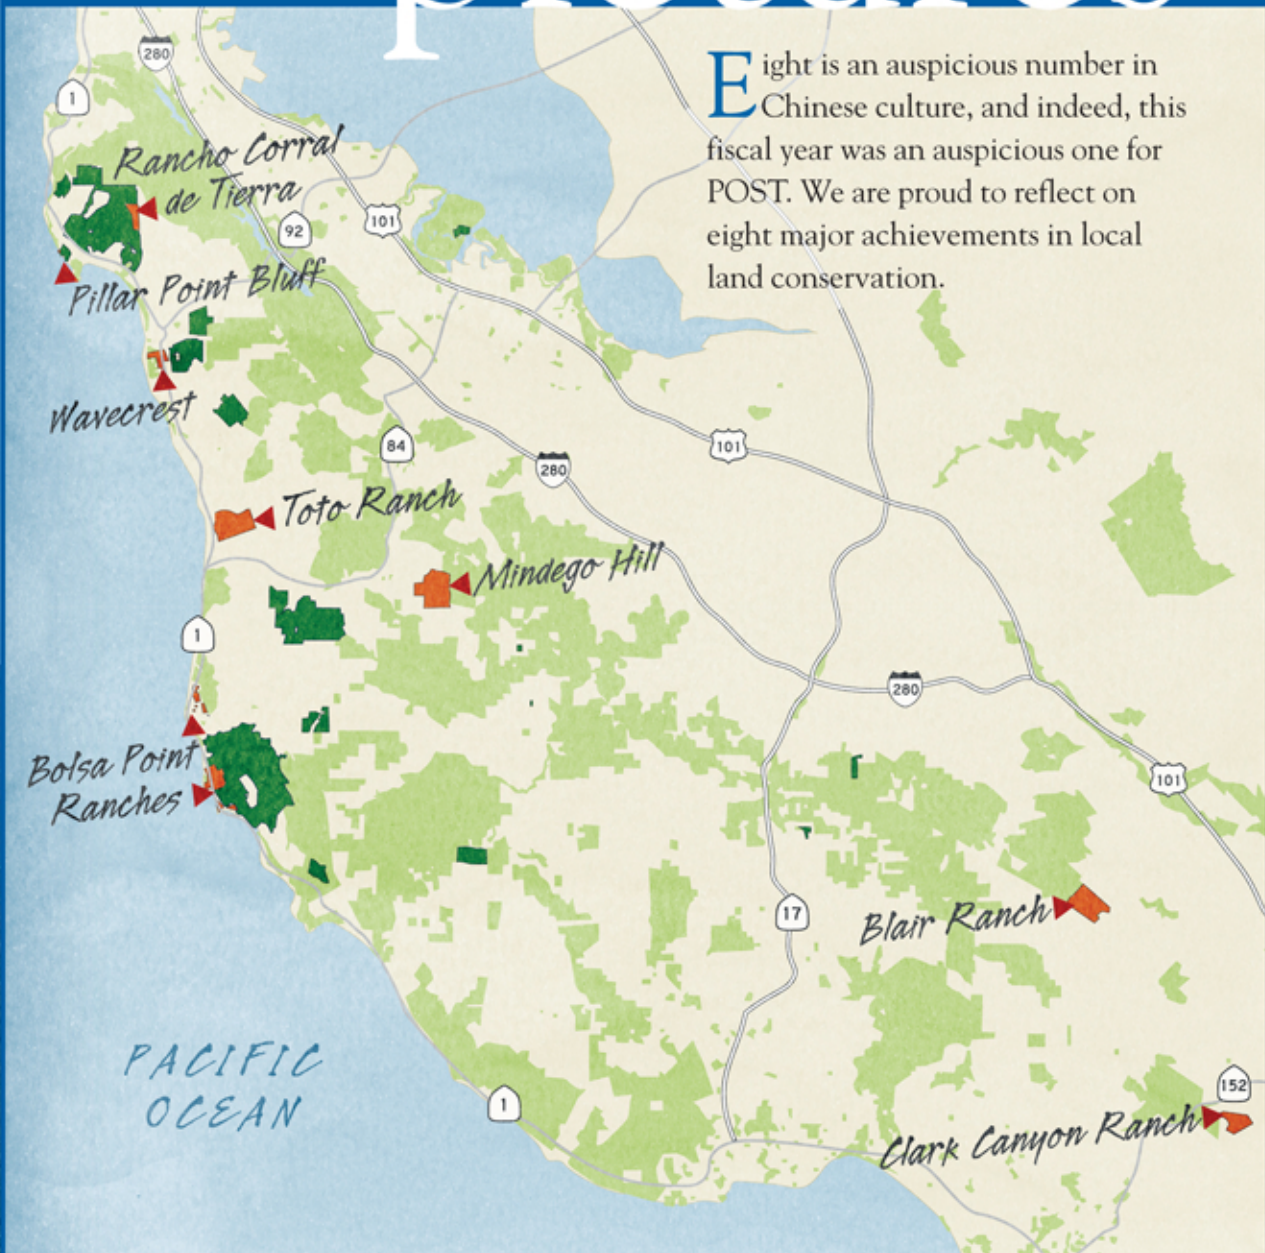 Eight is an auspicious number in
Chinese culture, and indeed, this
fiscal year was an auspicious one for
POST. We are proud to reflect on
eight major achievements in local
land conservation.
280
1
Rancho Corral
de Tierra
92
101
Pillar Point Bluff
Wavecrest
84
101
280
Toto Ranch
Mindego Hill
1
280
Bolsa Point
Ranches
101
17
Blair Ranch
PACIFIC
OCEAN
1
152
Clark Canyon Ranch